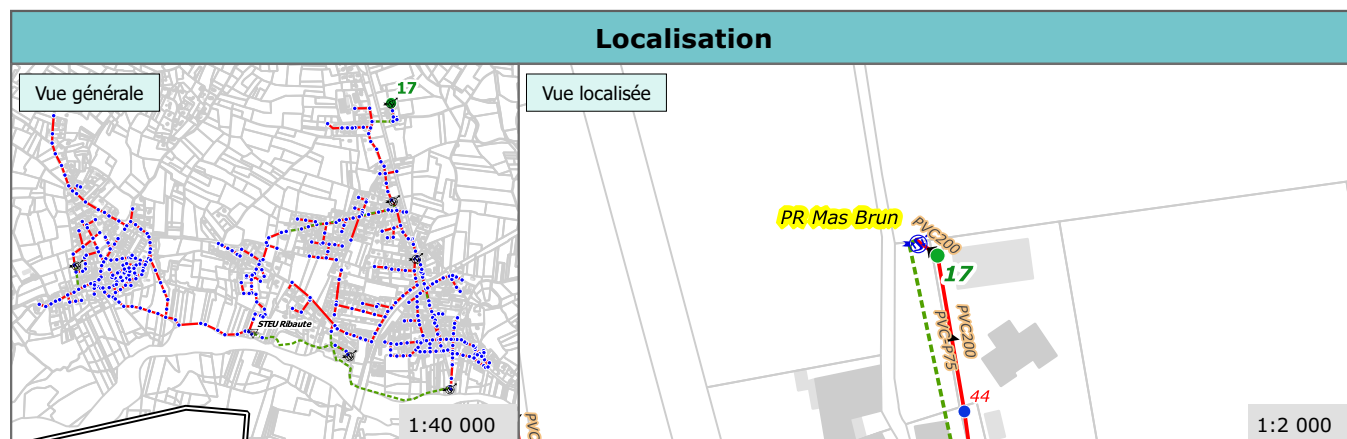 Localisation
Vue générale
17
STEU Ribaute
1:40 000
Vue localisée
PR Mas Brun
PVC200
17
PVC200
PVC-P75
44
PVC
1:2 000